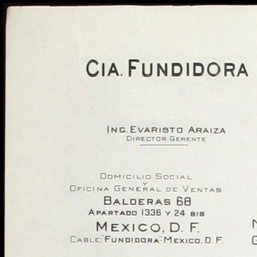 CIA. FUNDIDORA
ING. EVARISTO ARAIZA
DIRECTOR GERENTE
DOMICILIO SOCIAL
Y
OFICINA GENERAL DE VENTAS
BALDERAS 68
APARTADO 1336 Y 24 BIS
MEXICO, D. F.
CABLE: "FUNDIDORA"-MEXICO, D. F.